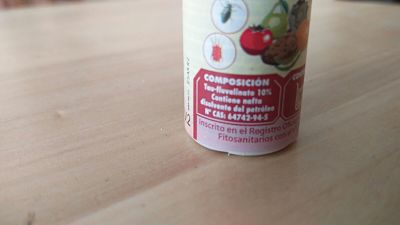 COMPOSICIÓN
Tau-fluvalinato 10%
Contiene nafta
disolvente del petróleo
Nº CAS: 64742-94-5
Inscrito en el Registro
Fitosanitarios